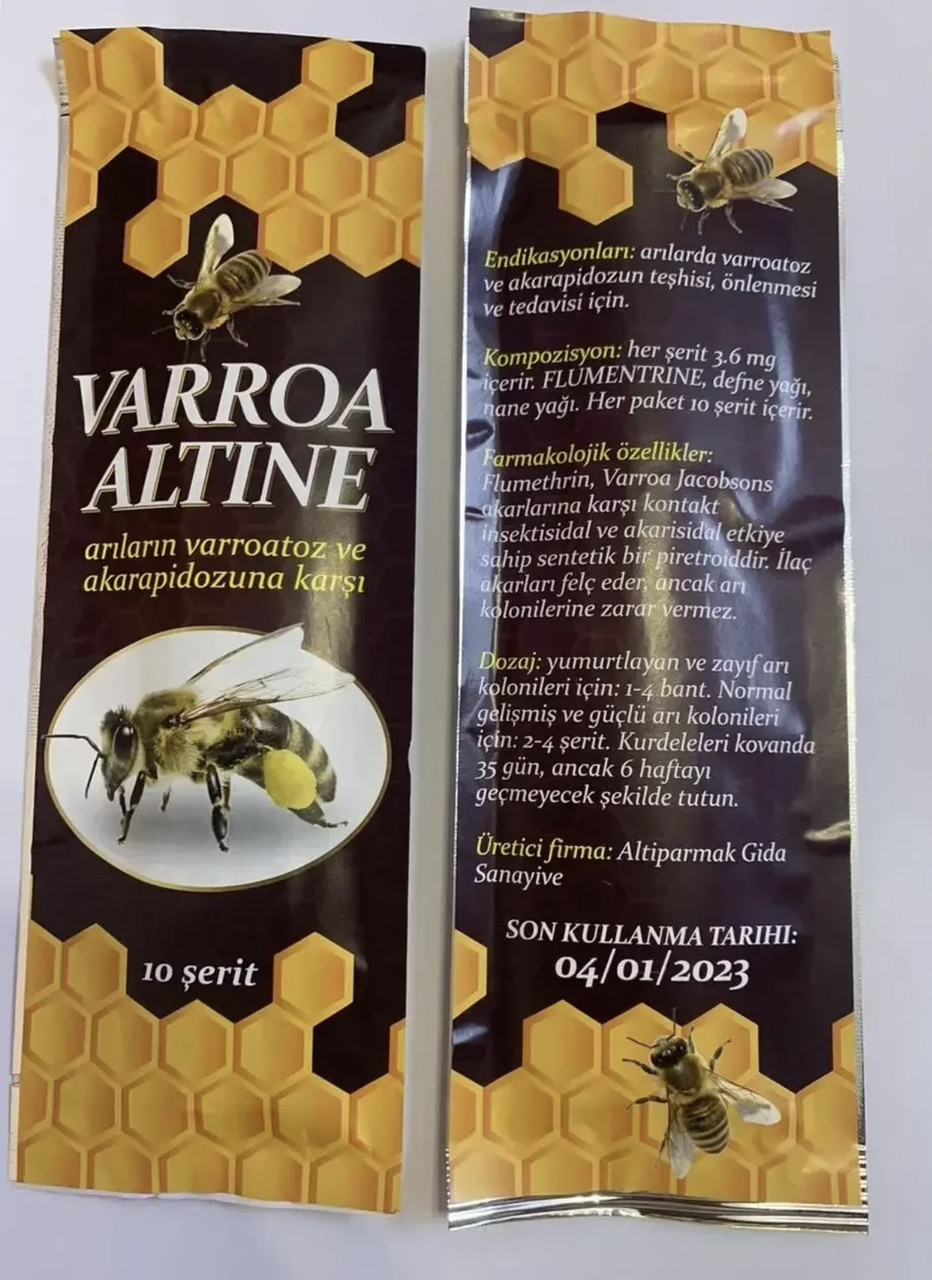 VARROA
ALTINE
arıların varroatoz ve
akarapidozuna karşı
10 şerit
Endikasyonları: arılarda varroatoz
ve akarapidozun teşhisi, önlenmesi
ve tedavisi için.
Kompozisyon: her şerit 3.6 mg
içerir. FLUMENTRINE, defne yağı,
nane yağı. Her paket 10 şerit içerir.
Farmakolojik özellikler:
Flumethrin, Varroa Jacobsons
akarlarına karşı kontakt
insektisidal ve akarisidal etkiye
sahip sentetik bir piretroiddir. İlaç
akarları felç eder, ancak arı
kolonilerine zarar vermez.
Dozaj: yumurtlayan ve zayıf arı
kolonileri için: 1-4 bant. Normal
gelişmiş ve güçlü arı kolonileri
için: 2-4 şerit. Kurdeleleri kovanda
35 gün, ancak 6 haftayı
geçmeyecek şekilde tutun.
Üretici firma: Altiparmak Gida
Sanayive
SON KULLANMA TARIHI:
04/01/2023